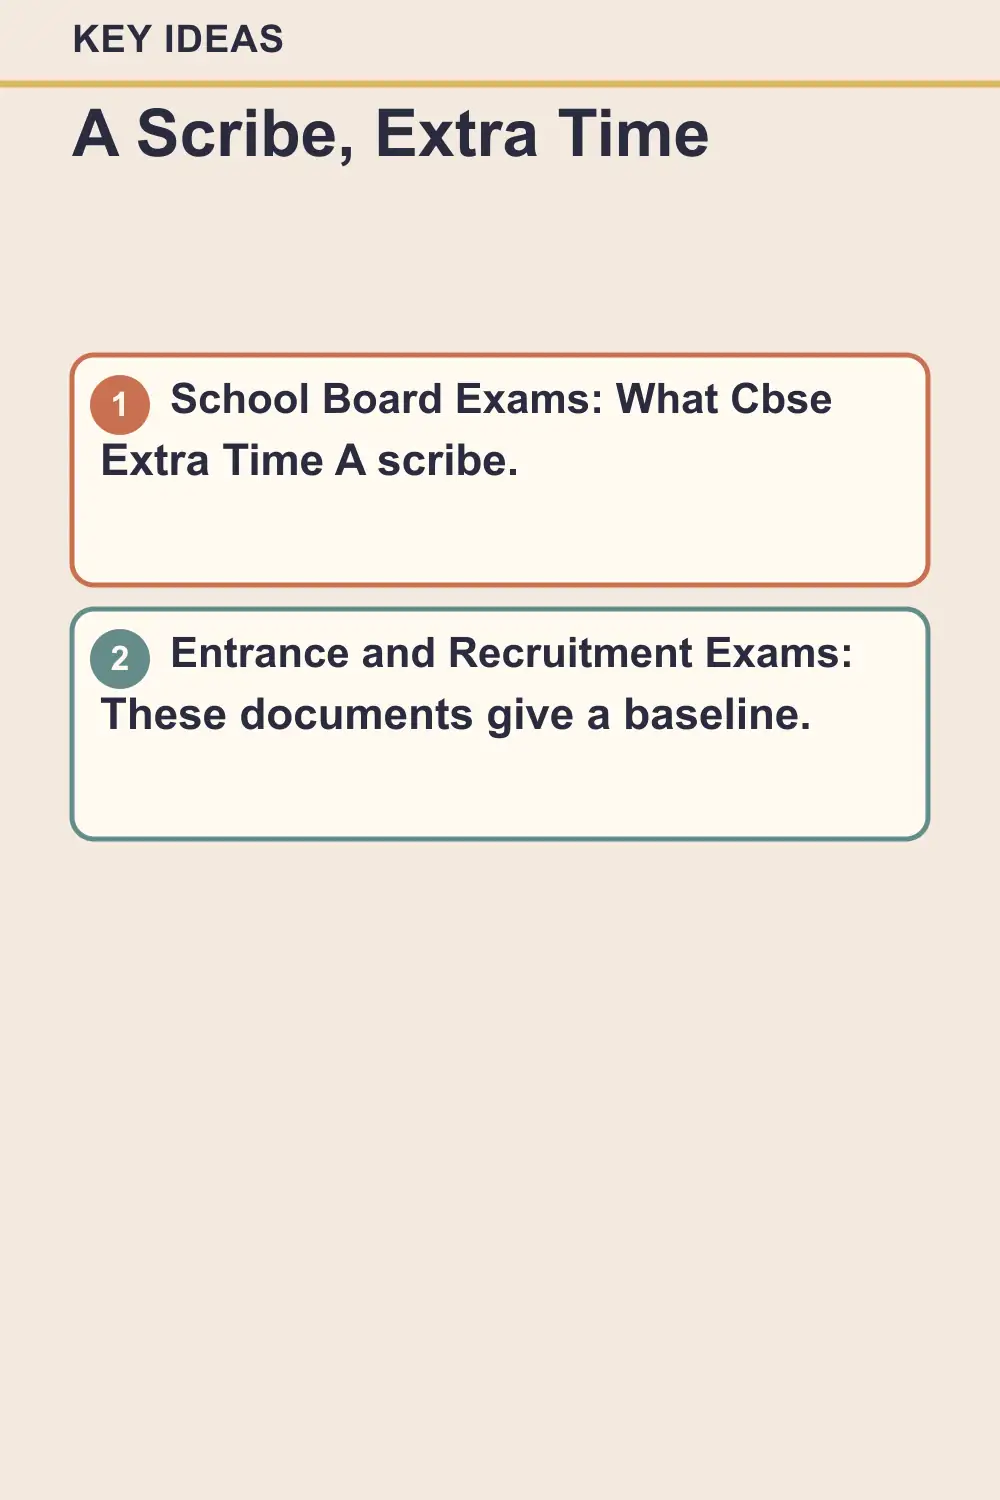 KEY IDEAS
A Scribe, Extra Time
1 School Board Exams: What Cbse
Extra Time A scribe.
2 Entrance and Recruitment Exams:
These documents give a baseline.